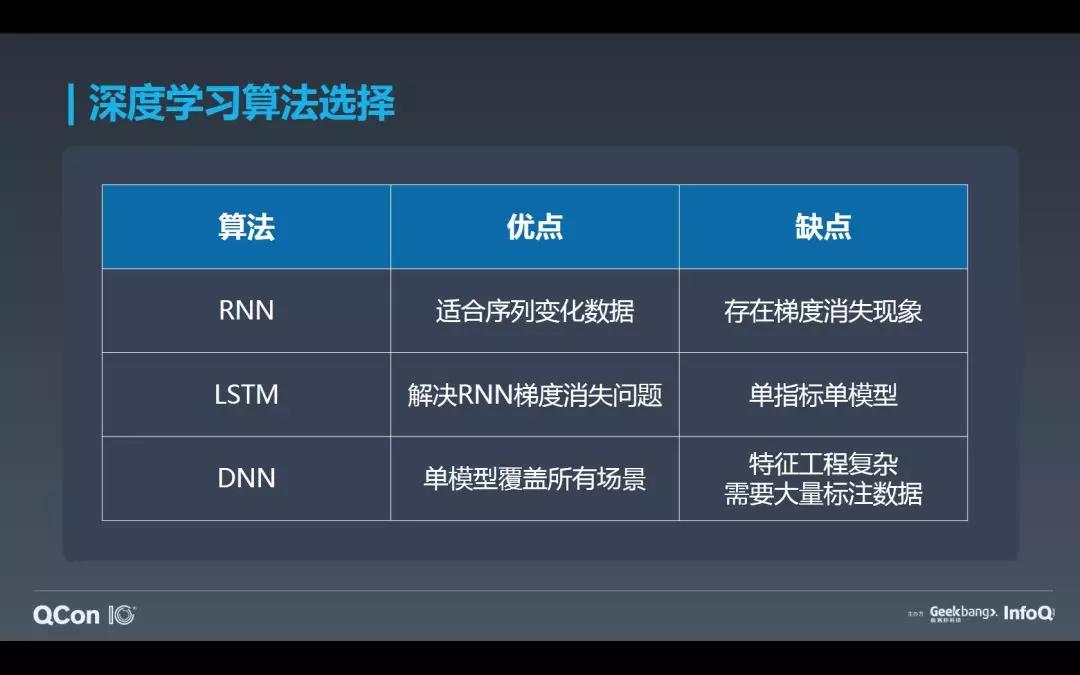 深度学习算法选择
算法 优点 缺点
RNN 适合序列变化数据 存在梯度消失现象
LSTM 解决RNN梯度消失问题 单指标单模型
DNN 单模型覆盖所有场景 特征工程复杂
需要大量标注数据
QCon 10 主办方 Geekbang>. InfoQ
极客邦科技